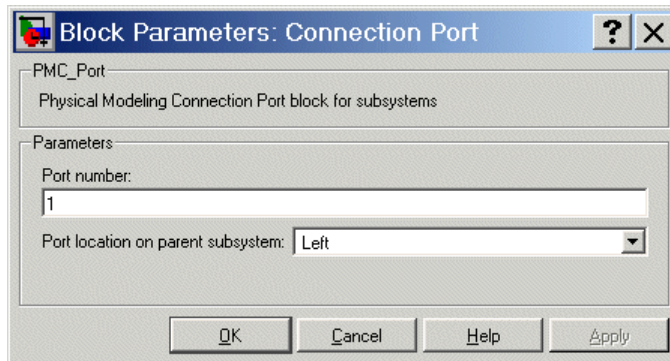 Block Parameters: Connection Port
PMC_Port
Physical Modeling Connection Port block for subsystems
Parameters
Port number:
1
Port location on parent subsystem: Left
OK Cancel Help Apply